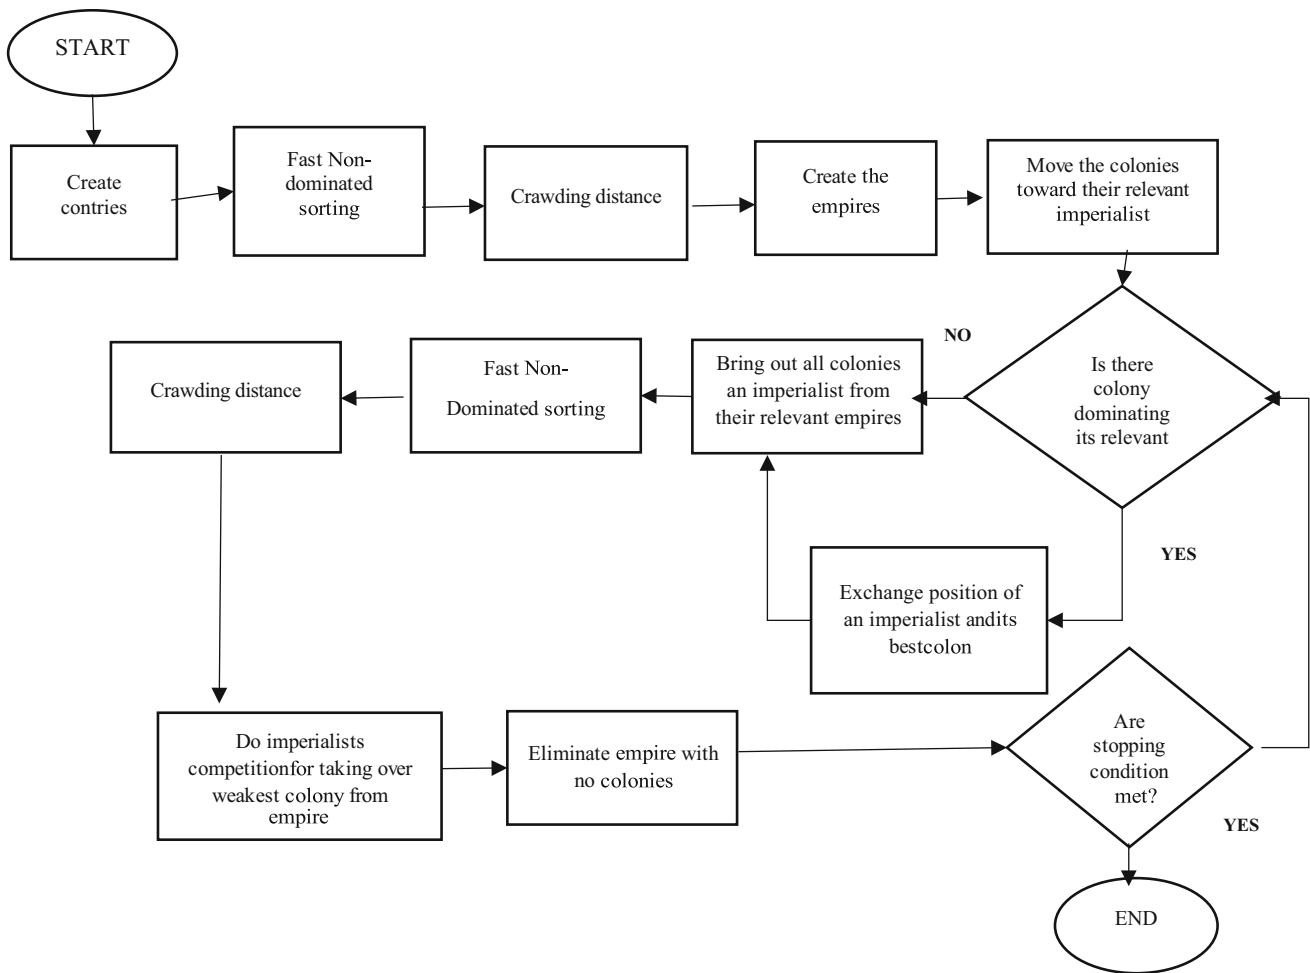 START
Create
contries
Fast Non-
dominated
sorting
Crawding distance
Create the
empires
Move the colonies
toward their relevant
imperialist
Is there
colony
dominating
its relevant
NO
YES
Bring out all colonies
an imperialist from
their relevant empires
Fast Non-
Dominated sorting
Crawding distance
Exchange position of
an imperialist andits
bestcolon
Do imperialists
competitionfor taking over
weakest colony from
empire
Eliminate empire with
no colonies
Are
stopping
condition
met?
YES
END